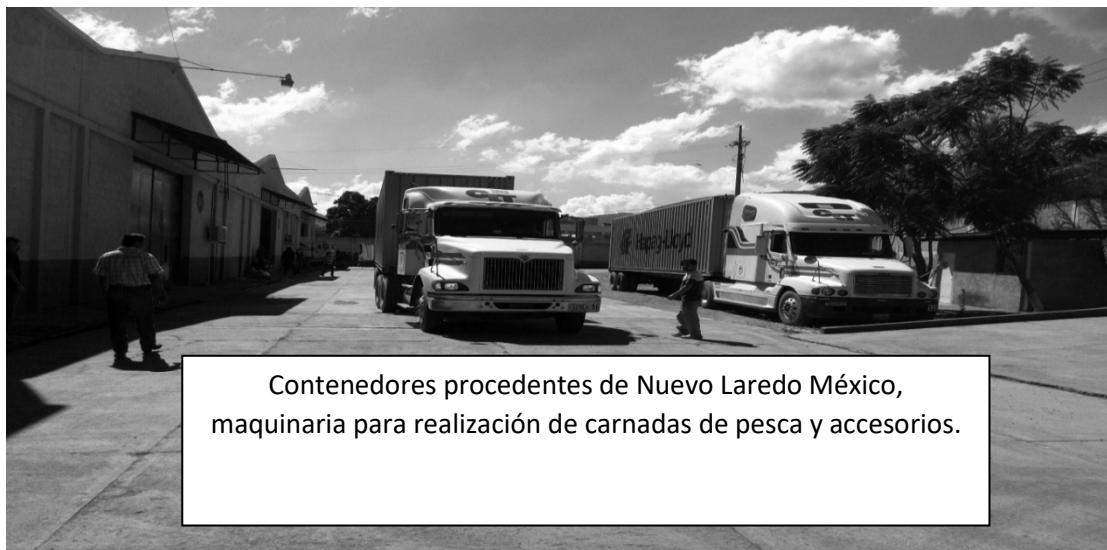 Hapag-Lloyd
Contenedores procedentes de Nuevo Laredo México,
maquinaria para realización de carnadas de pesca y accesorios.